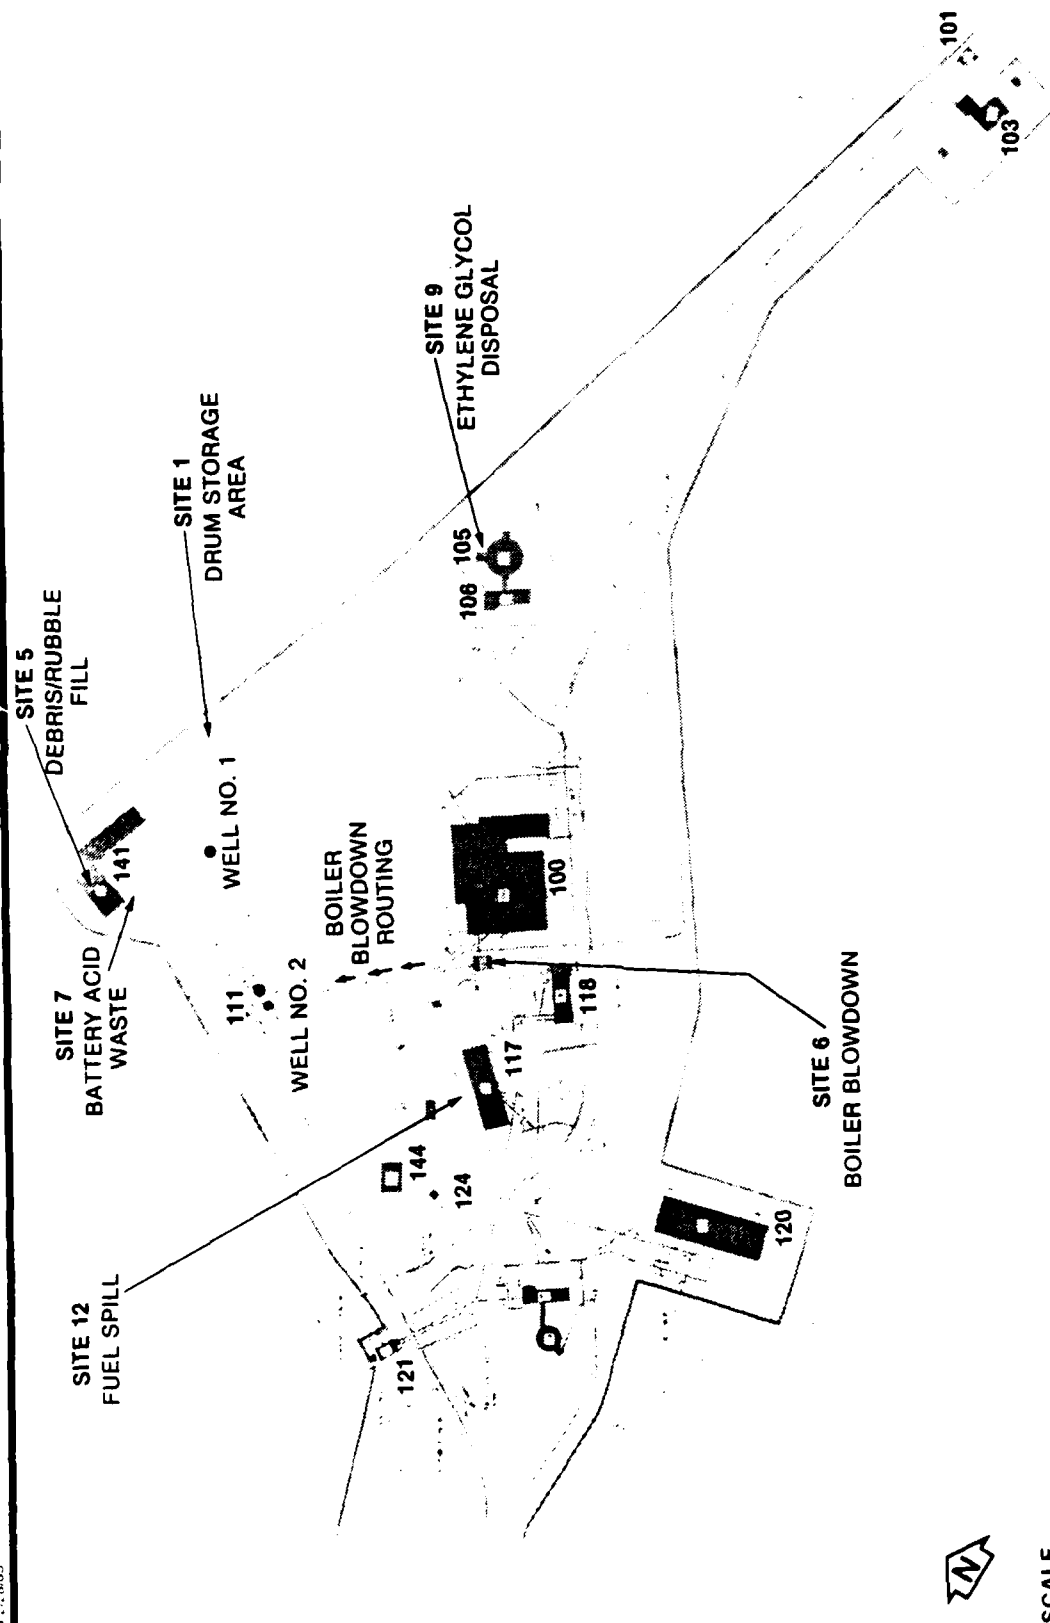 SITE 5
DEBRIS/RUBBLE
FILL
SITE 1
DRUM STORAGE
AREA
SITE 9
ETHYLENE GLYCOL
DISPOSAL
101
103
105
106
141
WELL NO. 1
SITE 7
BATTERY ACID
WASTE
111
WELL NO. 2
BOILER
BLOWDOWN
ROUTING
100
118
117
SITE 6
BOILER BLOWDOWN
144
124
120
SITE 12
FUEL SPILL
121
N
SCALE